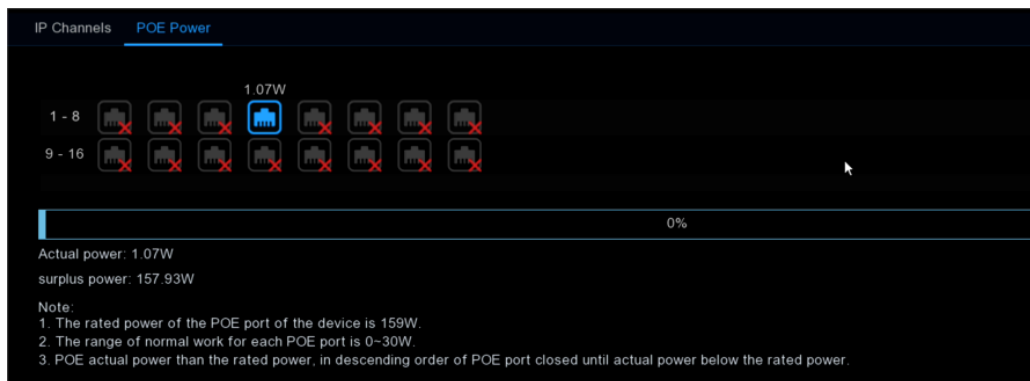 IP Channels POE Power
1.07W
1 - 8
9 - 16
0%
Actual power: 1.07W
surplus power: 157.93W
Note:
1. The rated power of the POE port of the device is 159W.
2. The range of normal work for each POE port is 0~30W.
3. POE actual power than the rated power, in descending order of POE port closed until actual power below the rated power.